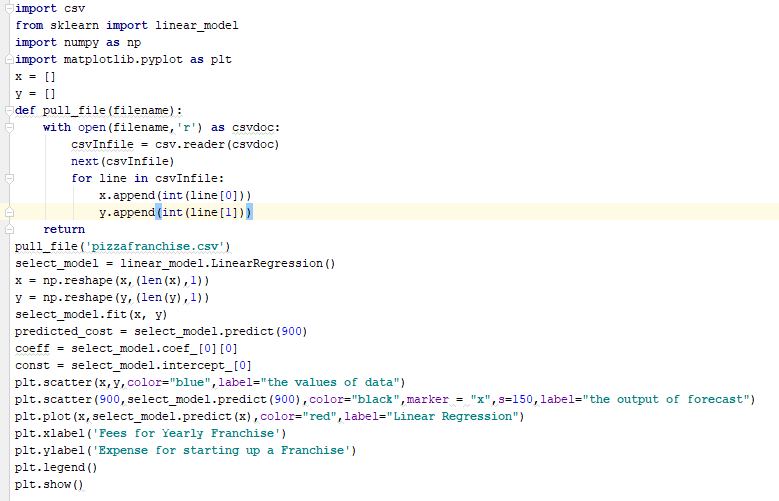 import csv
from sklearn import linear_model
import numpy as np
import matplotlib.pyplot as plt
x = []
y = []
def pull_file(filename):
    with open(filename,'r') as csvdoc:
        csvInfile = csv.reader(csvdoc)
        next(csvInfile)
        for line in csvInfile:
            x.append(int(line[0]))
            y.append(int(line[1]))
    return
pull_file('pizzafranchise.csv')
select_model = linear_model.LinearRegression()
x = np.reshape(x,(len(x),1))
y = np.reshape(y,(len(y),1))
select_model.fit(x, y)
predicted_cost = select_model.predict(900)
coeff = select_model.coef_[0][0]
const = select_model.intercept_[0]
plt.scatter(x,y,color="blue",label="the values of data")
plt.scatter(900,select_model.predict(900),color="black",marker = "x",s=150,label="the output of forecast")
plt.plot(x,select_model.predict(x),color="red",label="Linear Regression")
plt.xlabel('Fees for Yearly Franchise')
plt.ylabel('Expense for starting up a Franchise')
plt.legend()
plt.show()